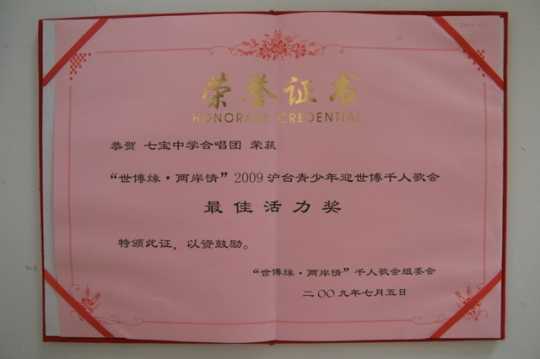 荣誉证书
HONORARY CREDENTIAL
恭贺 七宝中学合唱团 荣获
“世博缘·两岸情”2009沪台青少年迎世博千人歌会
最佳活力奖
特颁此证，以资鼓励。
“世博缘·两岸情”千人歌会组委会
二〇〇九年七月五日